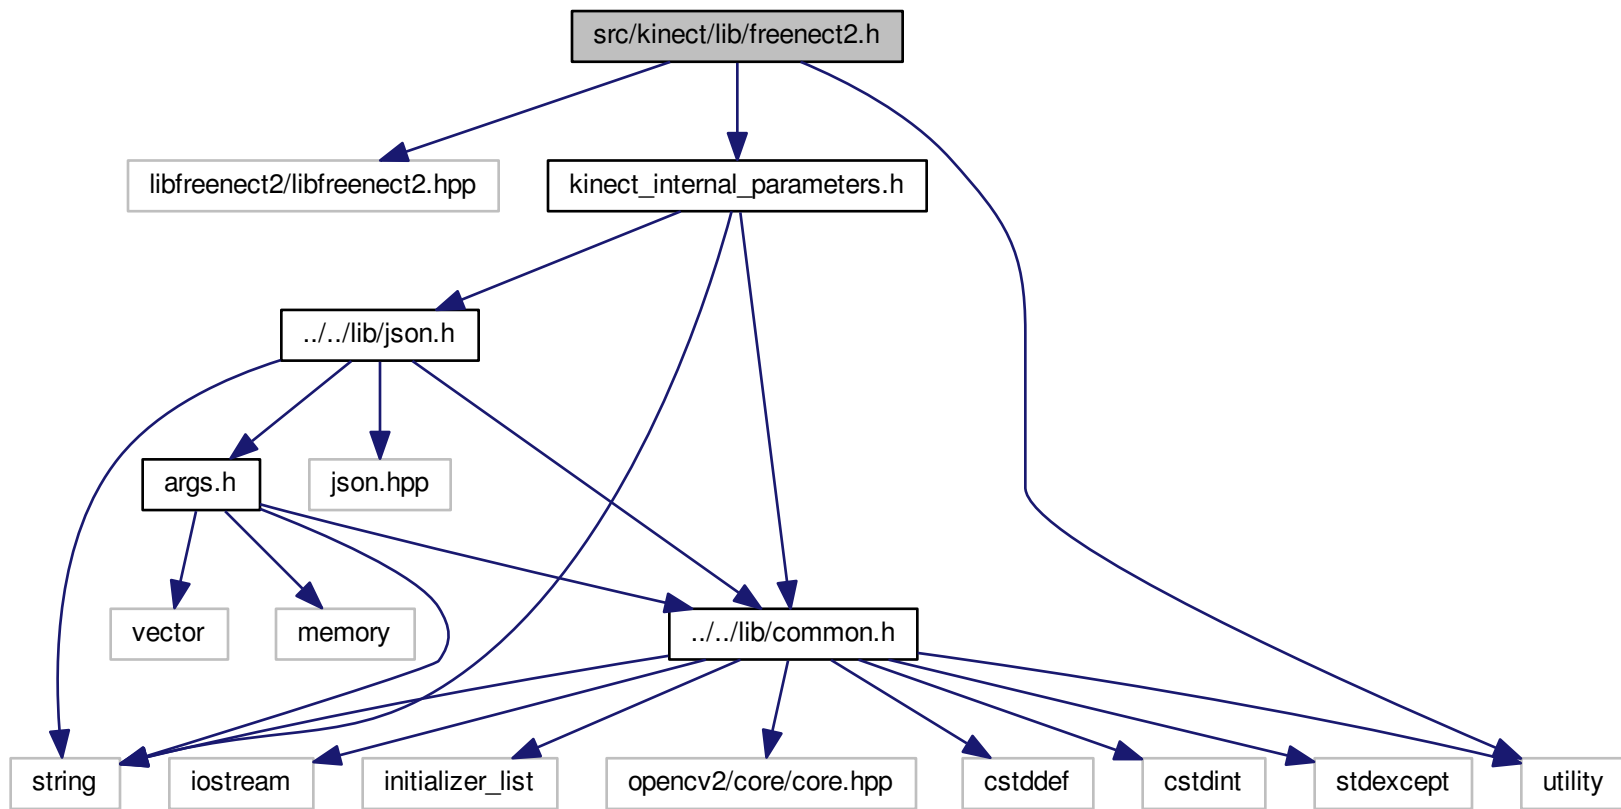 src/kinect/lib/freenect2.h
libfreenect2/libfreenect2.hpp
kinect_internal_parameters.h
../../lib/json.h
args.h
json.hpp
vector
memory
../../lib/common.h
string
iostream
initializer_list
opencv2/core/core.hpp
cstddef
cstdint
stdexcept
utility